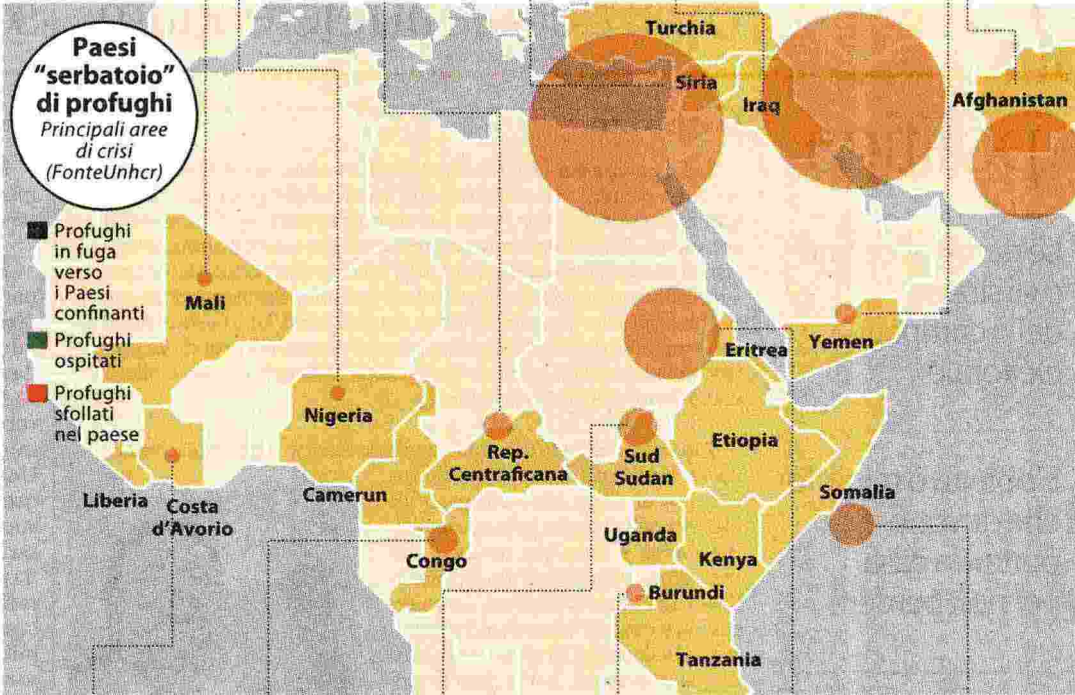 Paesi
"serbatoio"
di profughi
Principali aree
di crisi
(FonteUnhcr)
Profughi
in fuga
verso
i Paesi
confinanti
Profughi
ospitati
Profughi
sfollati
nel paese
Turchia
Siria
Iraq
Afghanistan
Mali
Eritrea
Yemen
Nigeria
Etiopia
Rep.
Centraficana
Sud
Sudan
Camerun
Liberia
Costa
d'Avorio
Somalia
Uganda
Kenya
Congo
Burundi
Tanzania